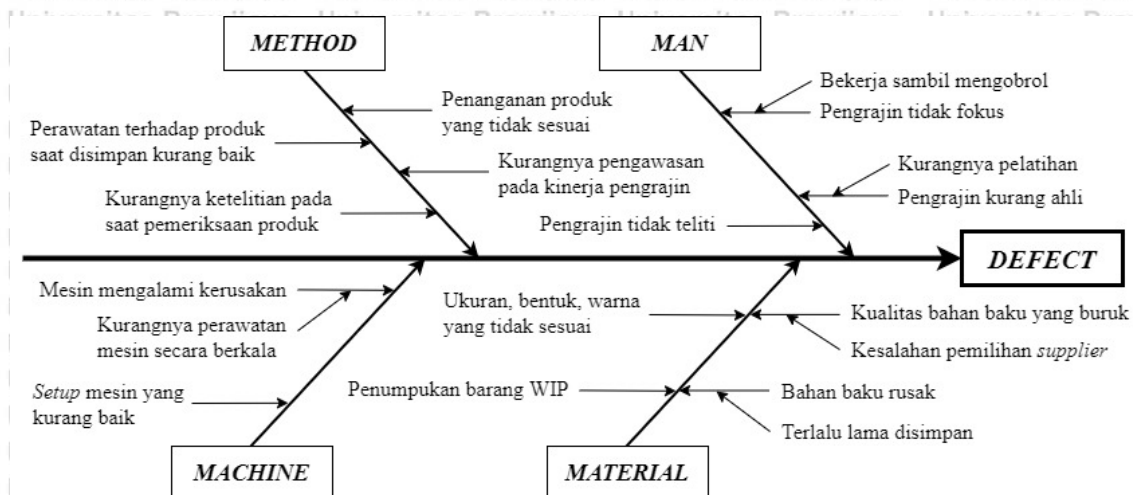 METHOD
MAN
Penanganan produk
yang tidak sesuai
Perawatan terhadap produk
saat disimpan kurang baik
Kurangnya pengawasan
pada kinerja pengrajin
Kurangnya ketelitian pada
saat pemeriksaan produk
Bekerja sambil mengobrol
Pengrajin tidak fokus
Kurangnya pelatihan
Pengrajin kurang ahli
Pengrajin tidak teliti
DEFECT
Mesin mengalami kerusakan
Kurangnya perawatan
mesin secara berkala
Setup mesin yang
kurang baik
Ukuran, bentuk, warna
yang tidak sesuai
Kualitas bahan baku yang buruk
Kesalahan pemilihan supplier
Penumpukan barang WIP
Bahan baku rusak
Terlalu lama disimpan
MACHINE
MATERIAL